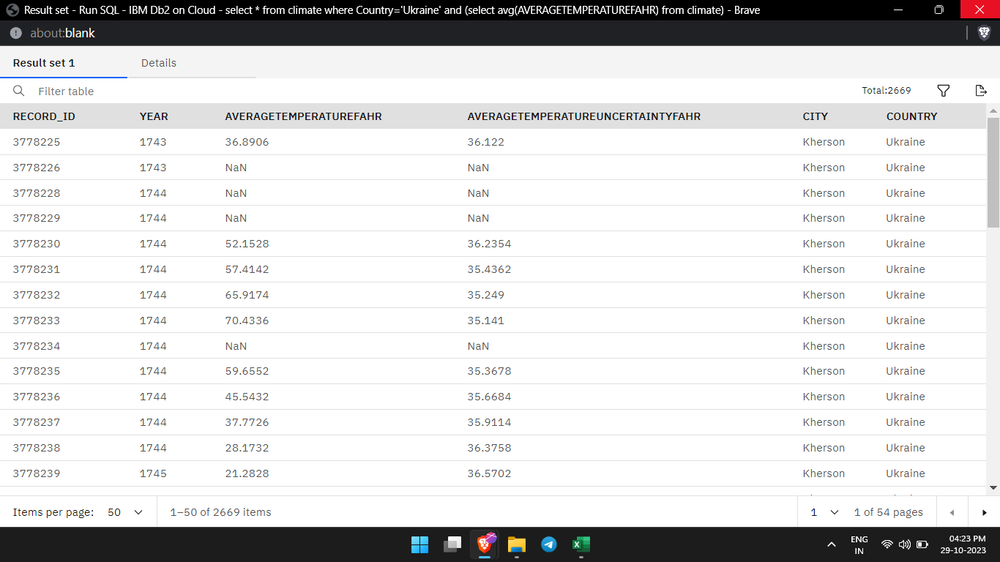 Result set - Run SQL - IBM Db2 on Cloud - select * from climate where Country='Ukraine' and (select avg(AVERAGETEMPERATUREFAHR) from climate) - Brave
about:blank
Result set 1 Details
Filter table Total:2669
RECORD_ID YEAR AVERAGETEMPERATUREFAHR AVERAGETEMPERATUREUNCERTAINTYFAHR CITY COUNTRY
3778225 1743 36.8906 36.122 Kherson Ukraine
3778226 1743 NaN NaN Kherson Ukraine
3778228 1744 NaN NaN Kherson Ukraine
3778229 1744 NaN NaN Kherson Ukraine
3778230 1744 52.1528 36.2354 Kherson Ukraine
3778231 1744 57.4142 35.4362 Kherson Ukraine
3778232 1744 65.9174 35.249 Kherson Ukraine
3778233 1744 70.4336 35.141 Kherson Ukraine
3778234 1744 NaN NaN Kherson Ukraine
3778235 1744 59.6552 35.3678 Kherson Ukraine
3778236 1744 45.5432 35.6684 Kherson Ukraine
3778237 1744 37.7726 35.9114 Kherson Ukraine
3778238 1744 28.1732 36.3758 Kherson Ukraine
3778239 1745 21.2828 36.5702 Kherson Ukraine
Items per page: 50 1–50 of 2669 items 1 1 of 54 pages
ENG 04:23 PM
IN 29-10-2023